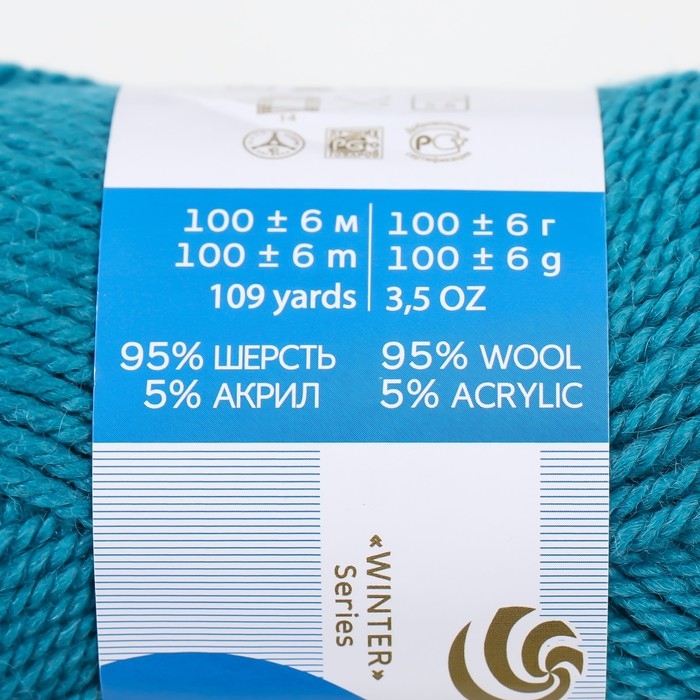 14
100 ± 6 м
100 ± 6 m
109 yards
100 ± 6 г
100 ± 6 g
3,5 OZ
95% ШЕРСТЬ
5% АКРИЛ
95% WOOL
5% ACRYLIC
«WINTER»
Series